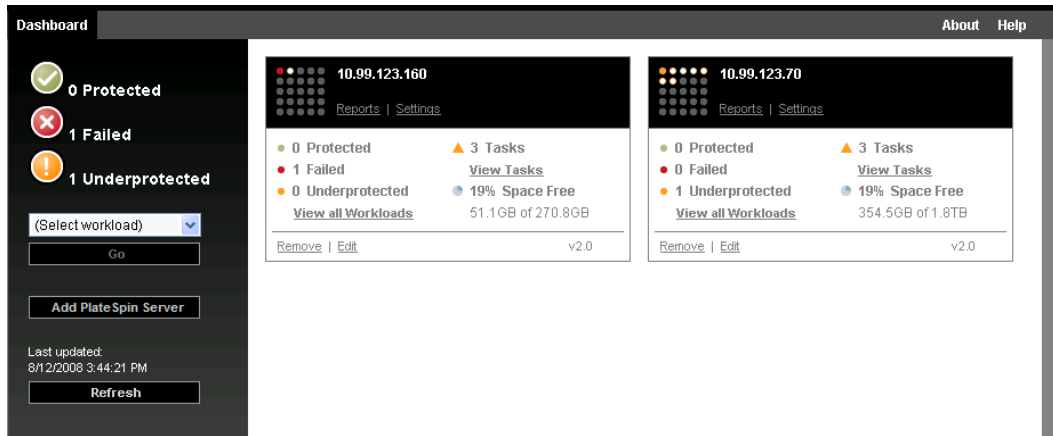 Dashboard
About Help
0 Protected
1 Failed
1 Underprotected
(Select workload)
Go
Add PlateSpin Server
Last updated:
8/12/2008 3:44:21 PM
Refresh
10.99.123.160
Reports | Settings
0 Protected
1 Failed
0 Underprotected
View all Workloads
3 Tasks
View Tasks
19% Space Free
51.1GB of 270.8GB
Remove | Edit
v2.0
10.99.123.70
Reports | Settings
0 Protected
0 Failed
1 Underprotected
View all Workloads
3 Tasks
View Tasks
19% Space Free
354.5GB of 1.8TB
Remove | Edit
v2.0